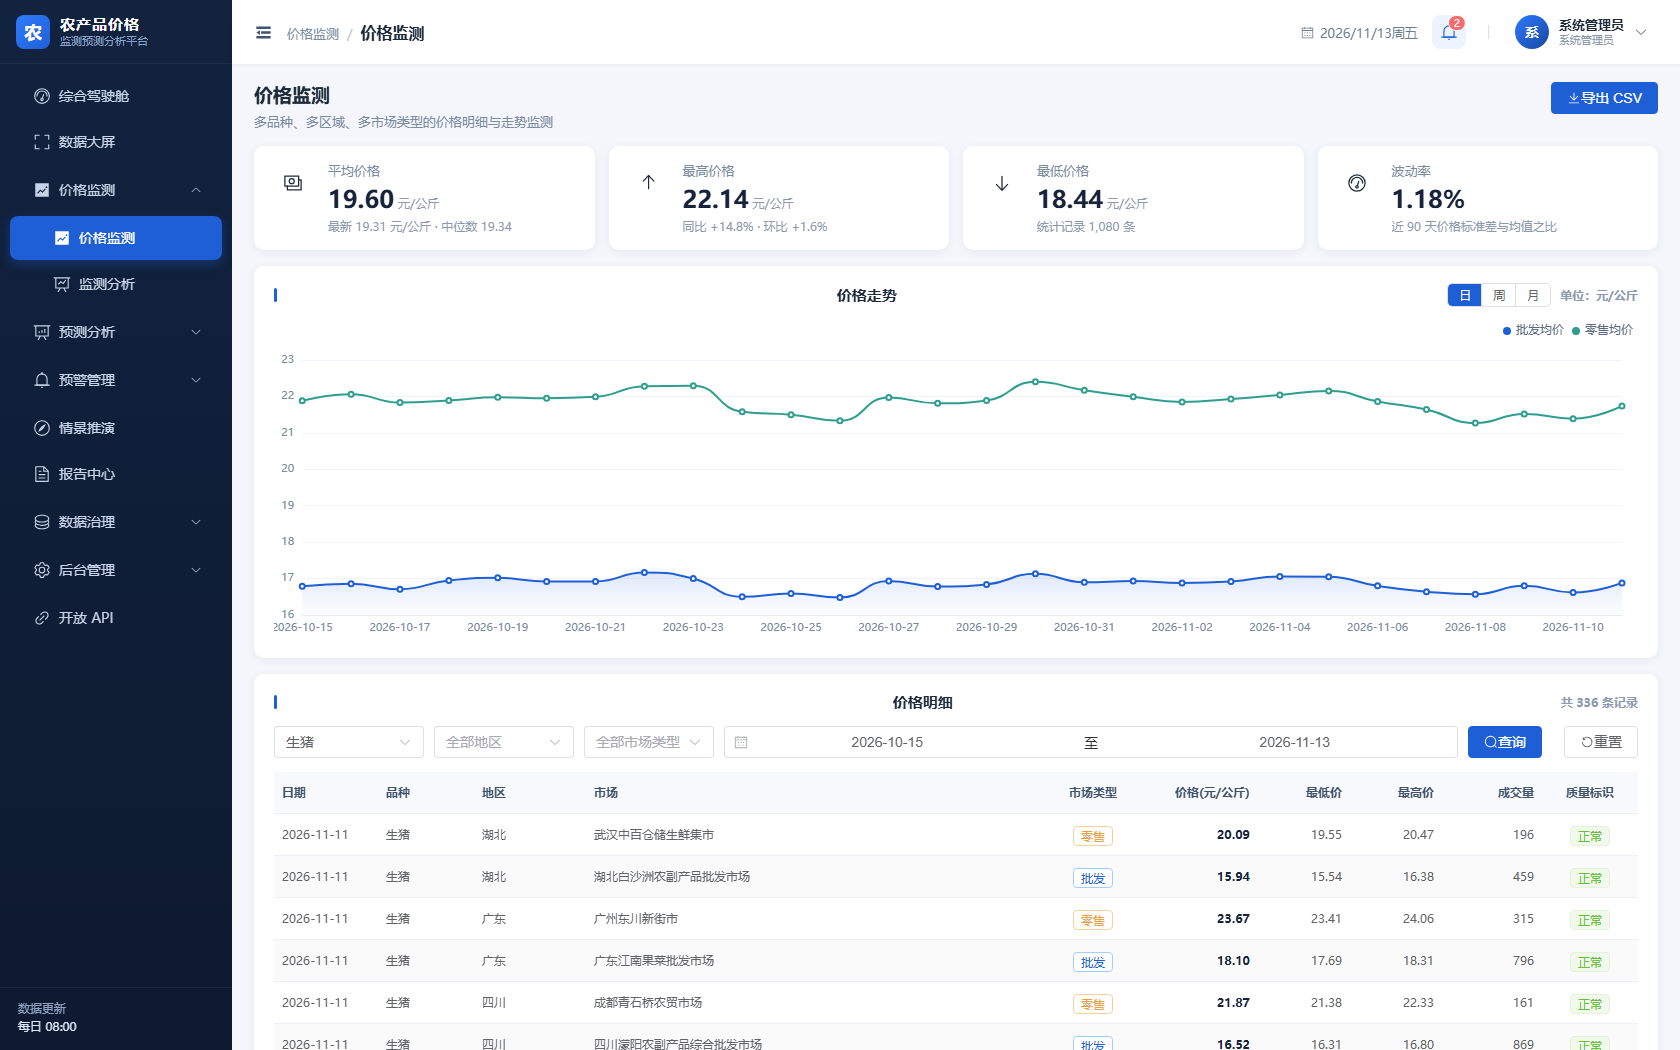 农
农产品价格
监测预测分析平台
综合驾驶舱
数据大屏
价格监测
价格监测
监测分析
预测分析
预警管理
情景推演
报告中心
数据治理
后台管理
开放 API
数据更新
每日 08:00
价格监测 / 价格监测
2026/11/13周五
2
系
系统管理员
系统管理员
价格监测
多品种、多区域、多市场类型的价格明细与走势监测
导出 CSV
平均价格
19.60 元/公斤
最新 19.31 元/公斤 · 中位数 19.34
最高价格
22.14 元/公斤
同比 +14.8% · 环比 +1.6%
最低价格
18.44 元/公斤
统计记录 1,080 条
波动率
1.18%
近 90 天价格标准差与均值之比
价格走势
日 周 月 单位：元/公斤
批发均价 零售均价
23
22
21
20
19
18
17
16
2026-10-15 2026-10-17 2026-10-19 2026-10-21 2026-10-23 2026-10-25 2026-10-27 2026-10-29 2026-10-31 2026-11-02 2026-11-04 2026-11-06 2026-11-08 2026-11-10
价格明细
共 336 条记录
生猪 全部地区 全部市场类型 2026-10-15 至 2026-11-13 查询 重置
日期 品种 地区 市场 市场类型 价格(元/公斤) 最低价 最高价 成交量 质量标识
2026-11-11 生猪 湖北 武汉中百仓储生鲜集市 零售 20.09 19.55 20.47 196 正常
2026-11-11 生猪 湖北 湖北白沙洲农副产品批发市场 批发 15.94 15.54 16.38 459 正常
2026-11-11 生猪 广东 广州东川新街市 零售 23.67 23.41 24.06 315 正常
2026-11-11 生猪 广东 广东江南果菜批发市场 批发 18.10 17.69 18.31 796 正常
2026-11-11 生猪 四川 成都青石桥农贸市场 零售 21.87 21.38 22.33 161 正常
2026-11-11 生猪 四川 四川濛阳农副产品综合批发市场 批发 16.52 16.31 16.80 869 正常